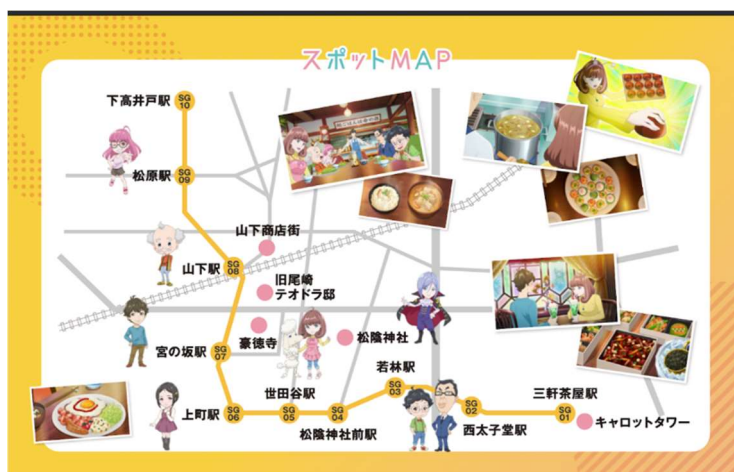 スポットMAP
下高井戸駅
SG
10
松原駅
SG
09
山下商店街
山下駅
SG
08
旧尾崎
テオドラ邸
豪徳寺
松陰神社
宮の坂駅
SG
07
若林駅
SG
03
世田谷駅
三軒茶屋駅
上町駅
SG
06
SG
05
SG
04
SG
02
SG
01
キャロットタワー
松陰神社前駅
西太子堂駅